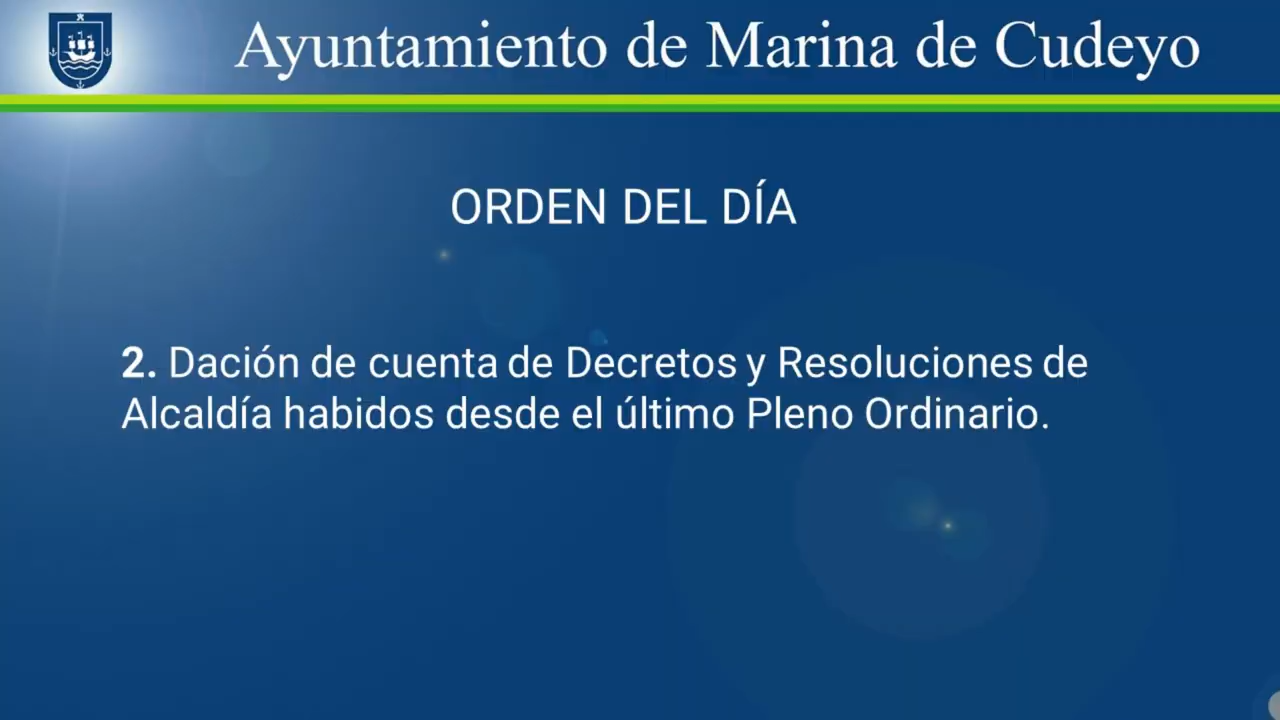 Ayuntamiento de Marina de Cudeyo
ORDEN DEL DÍA
2. Dación de cuenta de Decretos y Resoluciones de
Alcaldía habidos desde el último Pleno Ordinario.